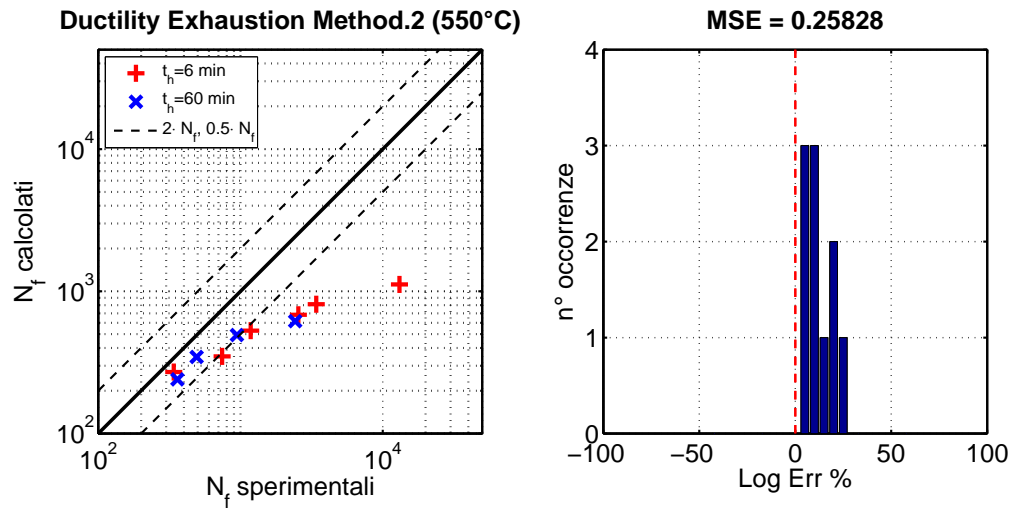 Ductility Exhaustion Method.2 (550°C)
t_h=6 min
t_h=60 min
2· N_f, 0.5· N_f
N_f calcolati
10^4
10^3
10^2
10^2
10^3
10^4
N_f sperimentali
MSE = 0.25828
n° occorrenze
4
3
2
1
0
−100
−50
0
50
100
Log Err %